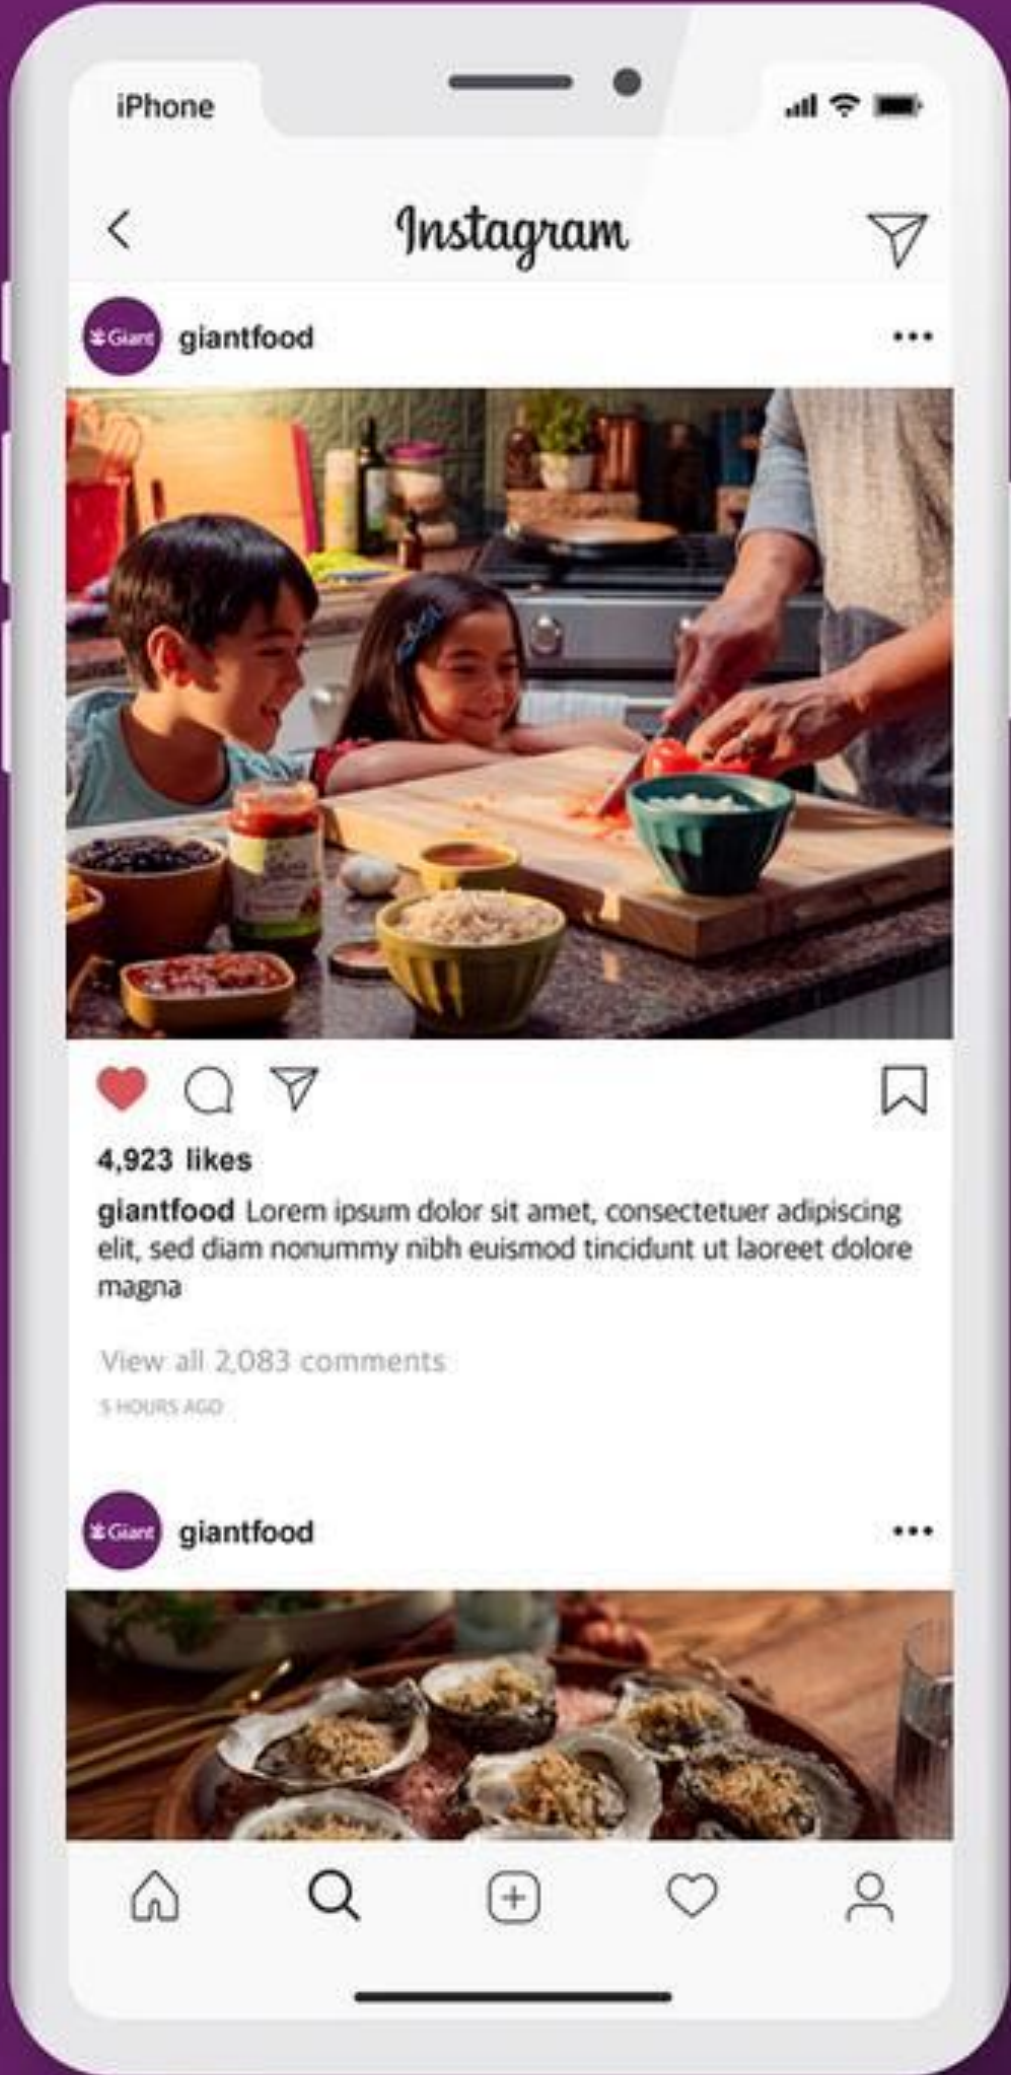 iPhone
Instagram
Giant giantfood
4,923 likes
giantfood Lorem ipsum dolor sit amet, consectetuer adipiscing
elit, sed diam nonummy nibh euismod tincidunt ut laoreet dolore
magna
View all 2,083 comments
5 HOURS AGO
Giant giantfood